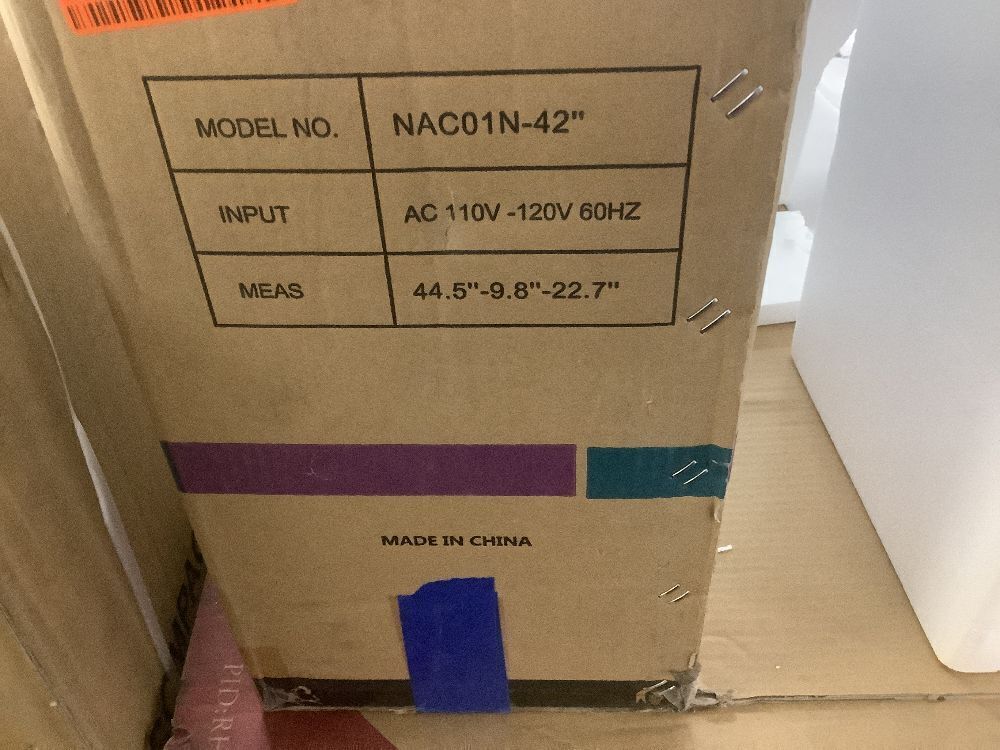 MODEL NO. NAC01N-42"
INPUT AC 110V -120V 60HZ
MEAS 44.5"-9.8"-22.7"
MADE IN CHINA